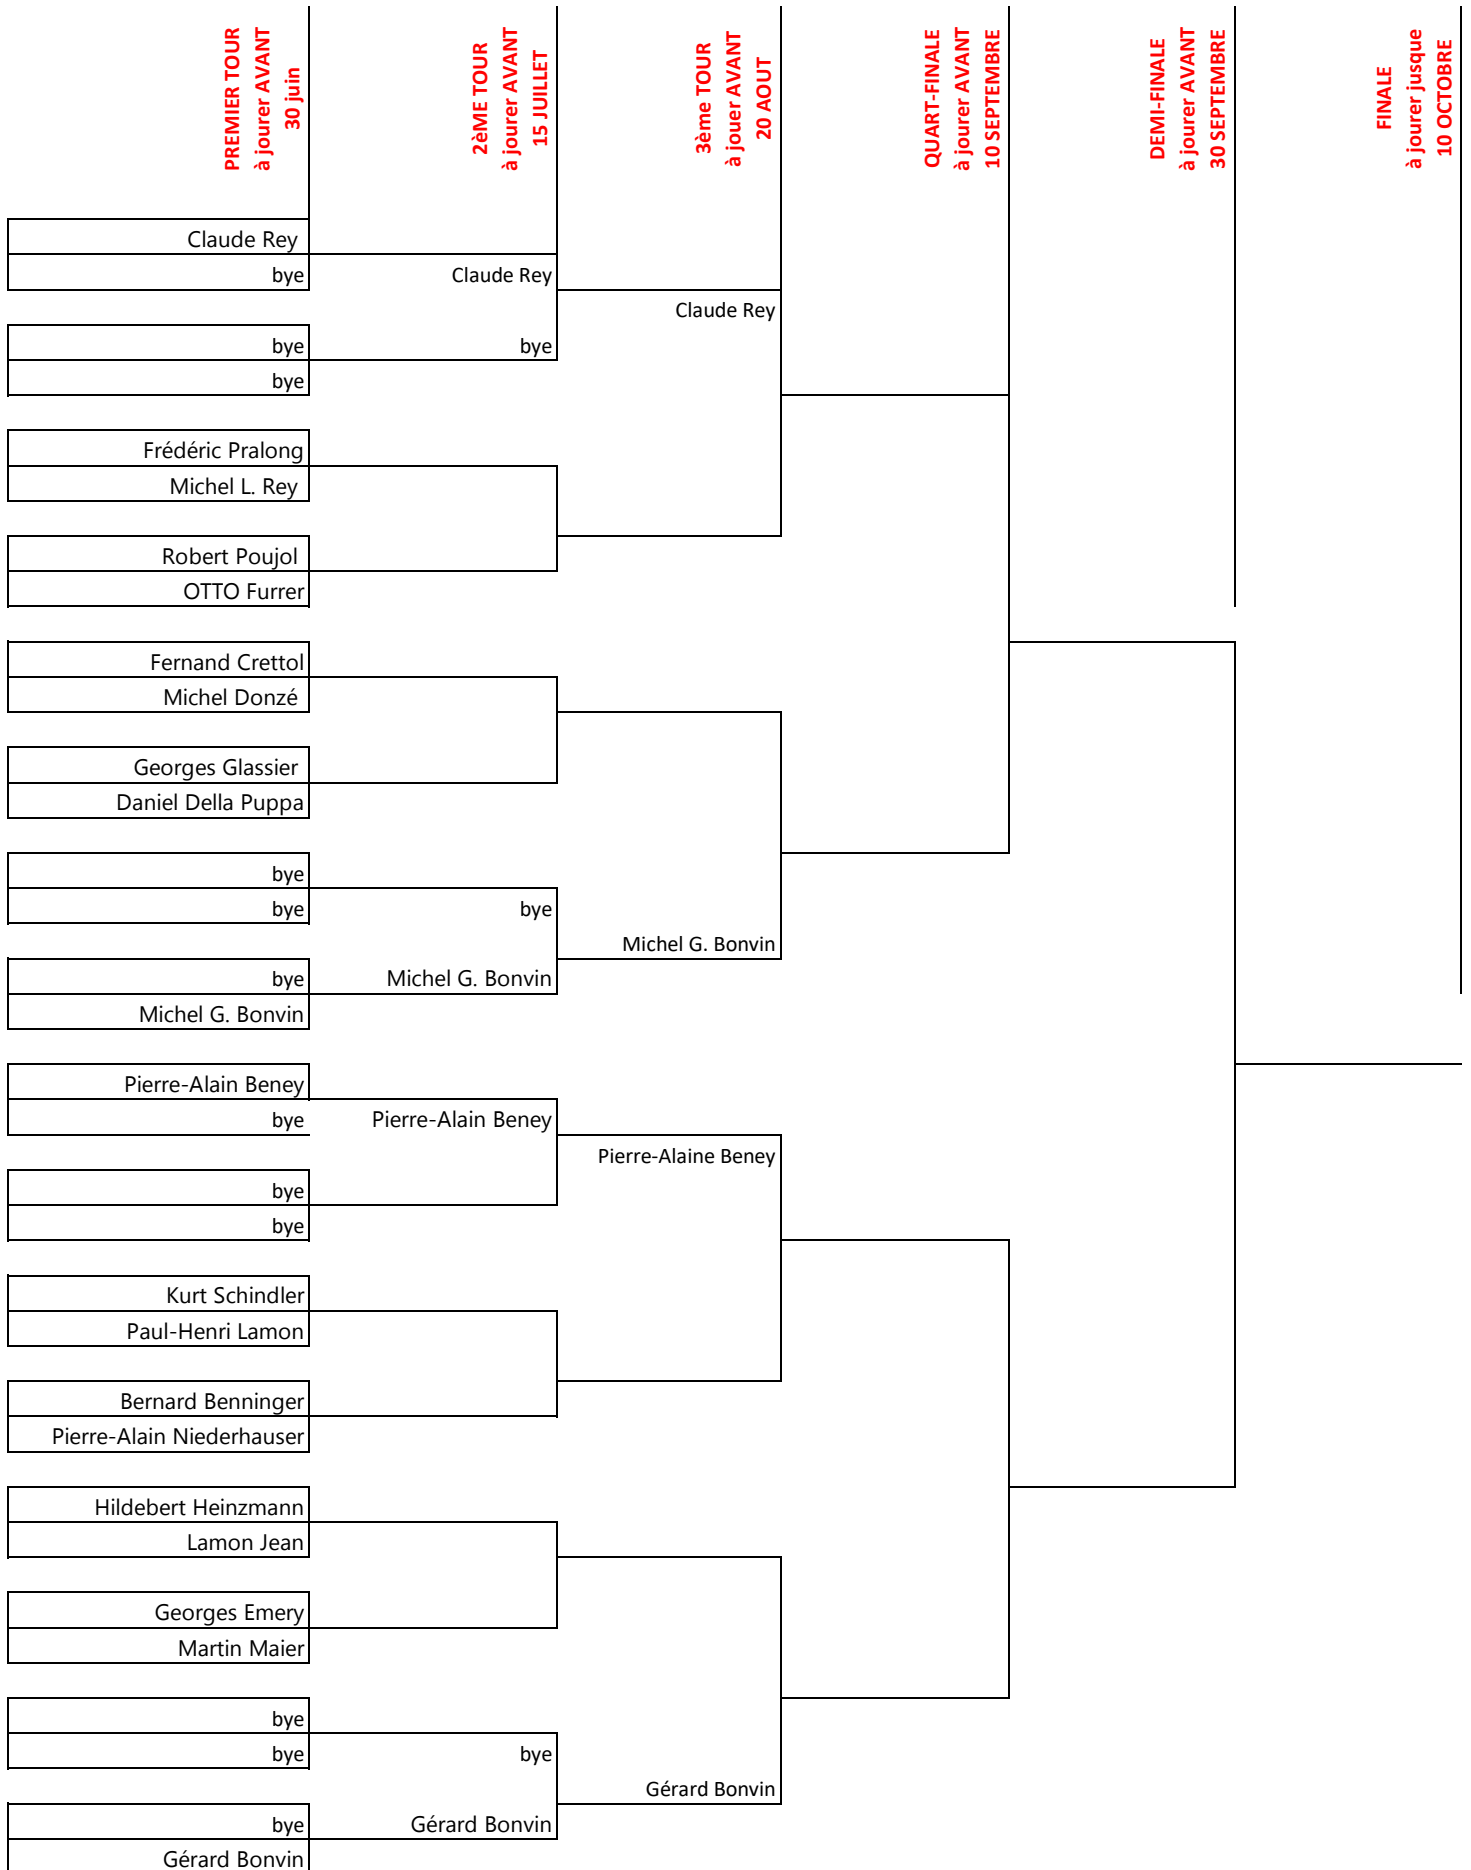 PREMIER TOUR
à jourer AVANT
30 juin
2èME TOUR
à jourer AVANT
15 JUILLET
3ème TOUR
à jouer AVANT
20 AOUT
QUART-FINALE
à jourer AVANT
10 SEPTEMBRE
DEMI-FINALE
à jourer AVANT
30 SEPTEMBRE
FINALE
à jourer jusque
10 OCTOBRE
Claude Rey
bye
Claude Rey
Claude Rey
bye
bye
bye
Frédéric Pralong
Michel L. Rey
Robert Poujol
OTTO Furrer
Fernand Crettol
Michel Donzé
Georges Glassier
Daniel Della Puppa
bye
bye
bye
Michel G. Bonvin
bye
Michel G. Bonvin
Michel G. Bonvin
Pierre-Alain Beney
bye
Pierre-Alain Beney
Pierre-Alaine Beney
bye
bye
Kurt Schindler
Paul-Henri Lamon
Bernard Benninger
Pierre-Alain Niederhauser
Hildebert Heinzmann
Lamon Jean
Georges Emery
Martin Maier
bye
bye
bye
Gérard Bonvin
bye
Gérard Bonvin
Gérard Bonvin